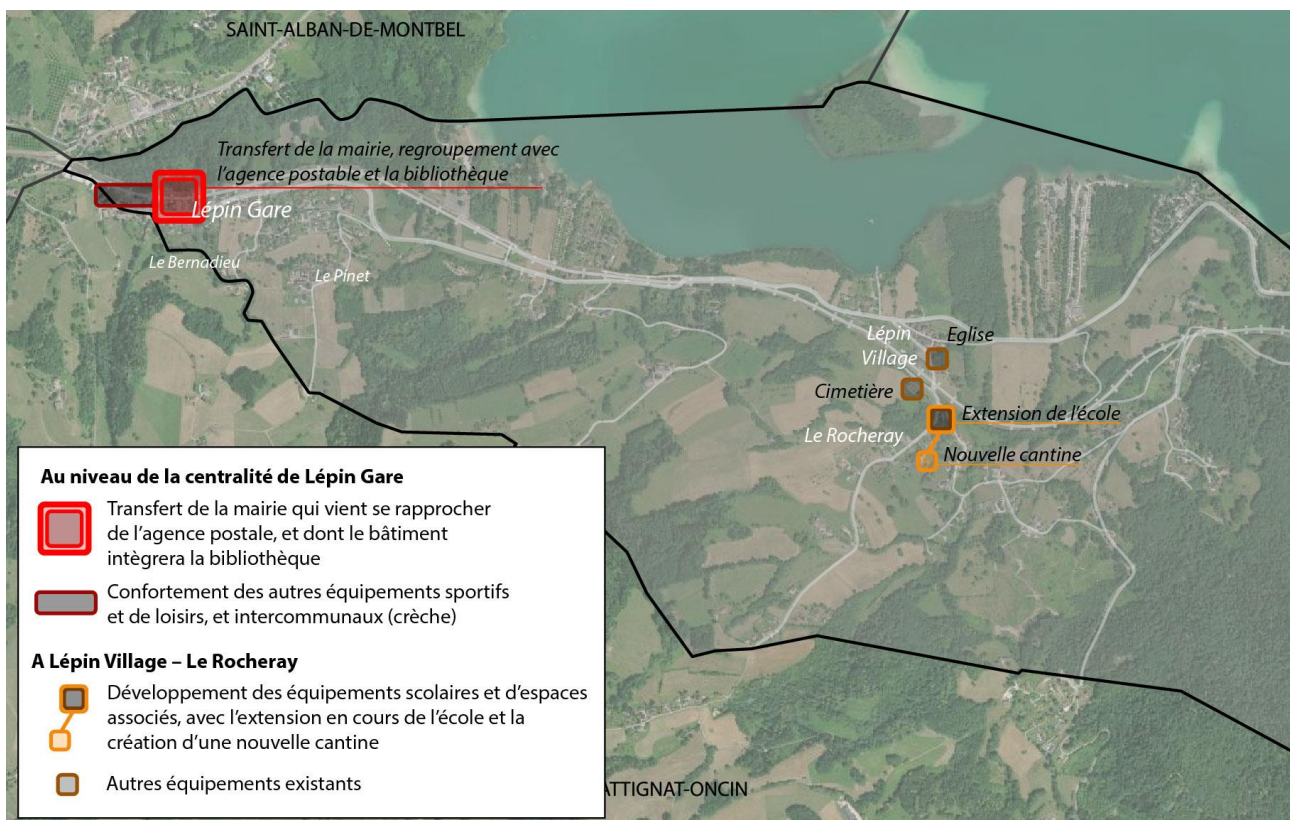 SAINT-ALBAN-DE-MONTBEL
Transfert de la mairie, regroupement avec
l'agence postable et la bibliothèque
Lépin Gare
Le Bernadieu
Le Pinet
Lépin
Village
Eglise
Cimetière
Extension de l'école
Le Rocheray
Nouvelle cantine
Au niveau de la centralité de Lépin Gare
Transfert de la mairie qui vient se rapprocher
de l'agence postale, et dont le bâtiment
intègrera la bibliothèque
Confortement des autres équipements sportifs
et de loisirs, et intercommunaux (crèche)
A Lépin Village – Le Rocheray
Développement des équipements scolaires et d'espaces
associés, avec l'extension en cours de l'école et la
création d'une nouvelle cantine
Autres équipements existants
ATTIGNAT-ONCIN